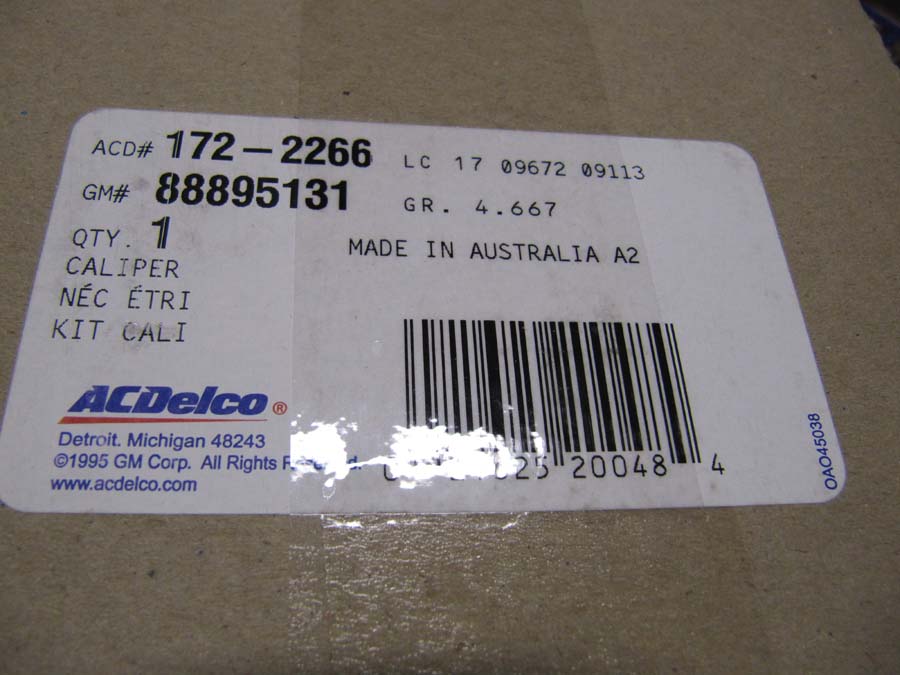 ACD# 172-2266
GM# 88895131
QTY. 1
CALIPER
NÉC ÉTRI
KIT CALI
LC 17 09672 09113
GR. 4.667
MADE IN AUSTRALIA A2
ACDelco®
Detroit, Michigan 48243
©1995 GM Corp. All Rights
www.acdelco.com
20048 4
OAO45038